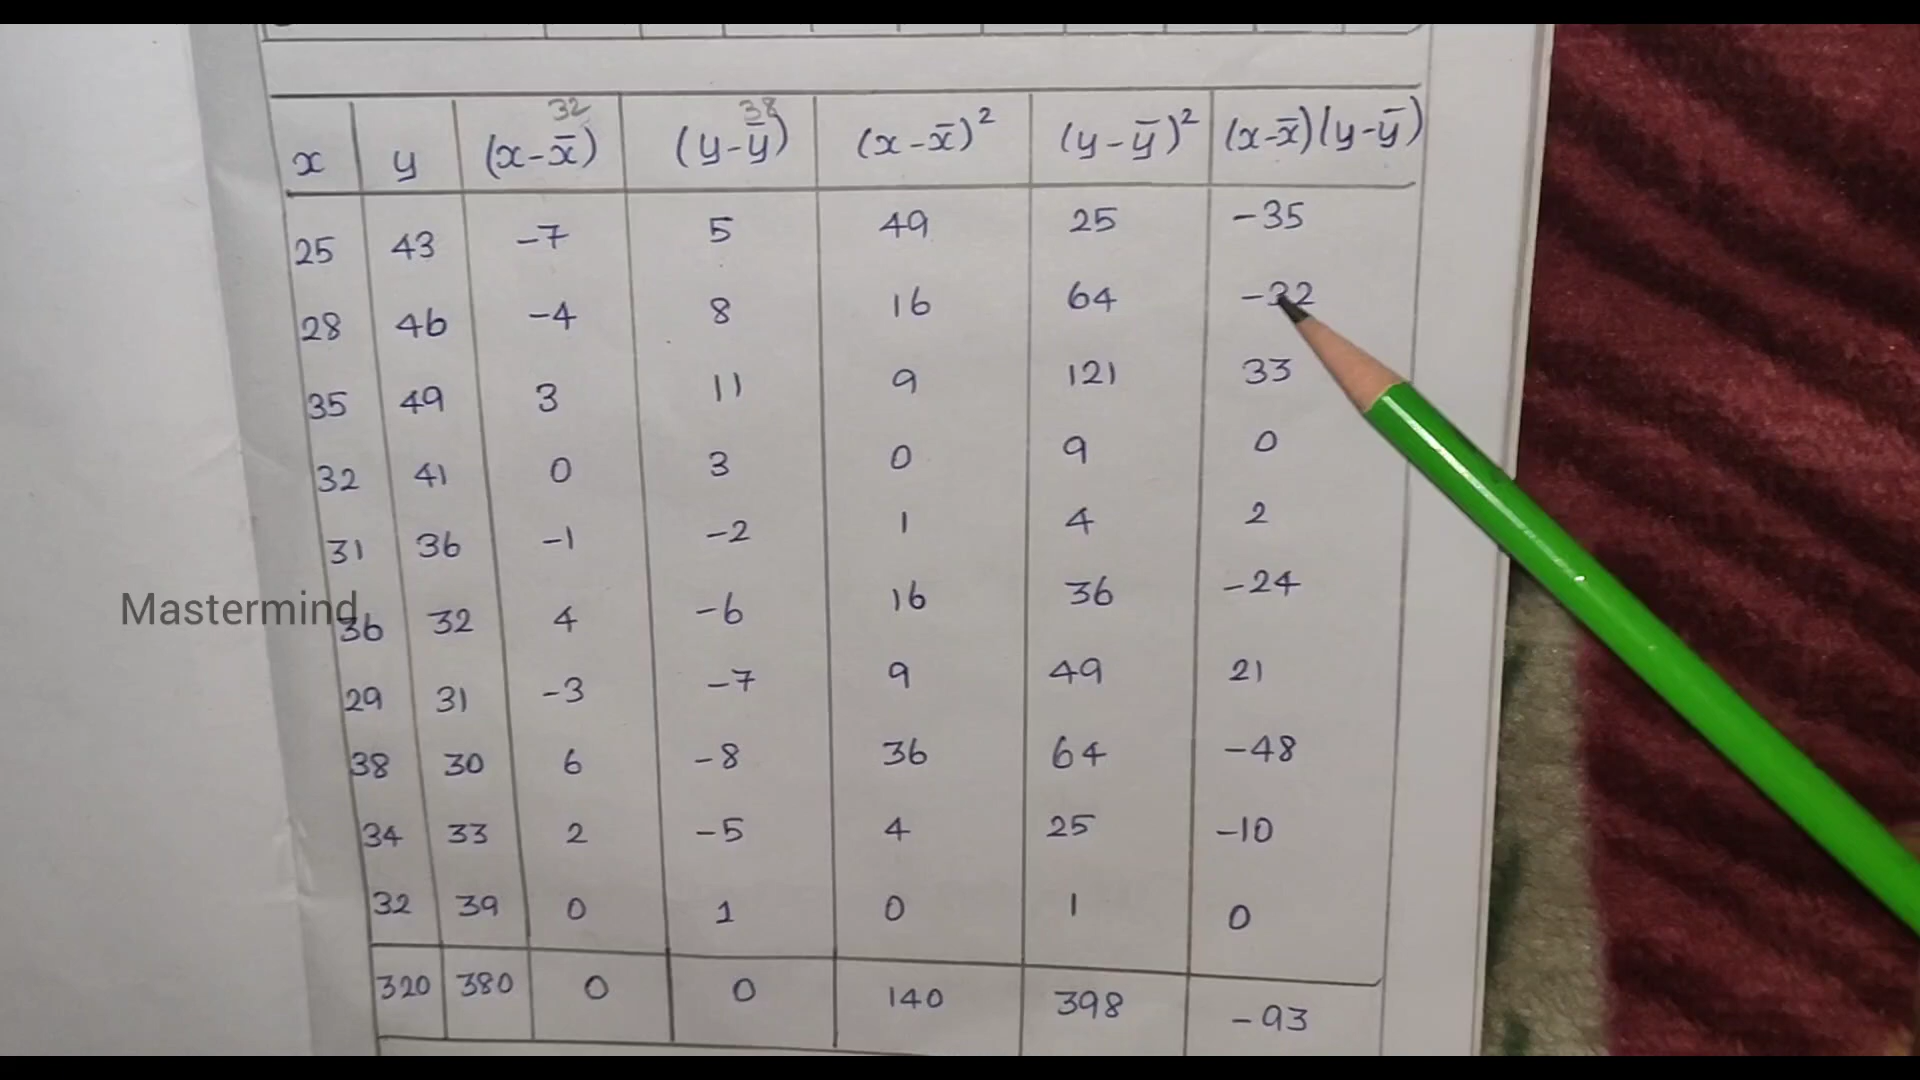 32 38
x y (x-x̄) (y-ȳ) (x-x̄)² (y-ȳ)² (x-x̄)(y-ȳ)
25 43 -7 5 49 25 -35
28 46 -4 8 16 64 -32
35 49 3 11 9 121 33
32 41 0 3 0 9 0
31 36 -1 -2 1 4 2
Mastermind
36 32 4 -6 16 36 -24
29 31 -3 -7 9 49 21
38 30 6 -8 36 64 -48
34 33 2 -5 4 25 -10
32 39 0 1 0 1 0
320 380 0 0 140 398 -93